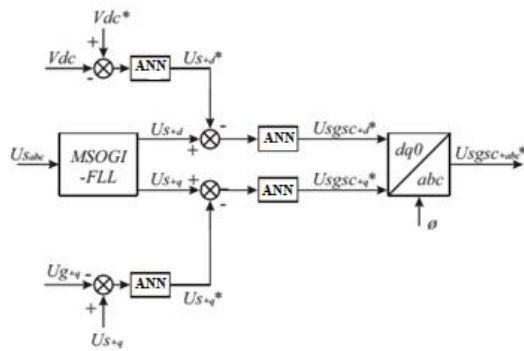 Vdc*
+
Vdc
-
ANN
Us+d*
Us+d
-
+
ANN
Usgsc+d*
Usabc
MSOGI
-FLL
dq0
abc
Usgsc+abc*
Us+q
+
-
-
ANN
Usgsc+q*
ø
Ug+q
-
+
ANN
Us+q*
Us+q